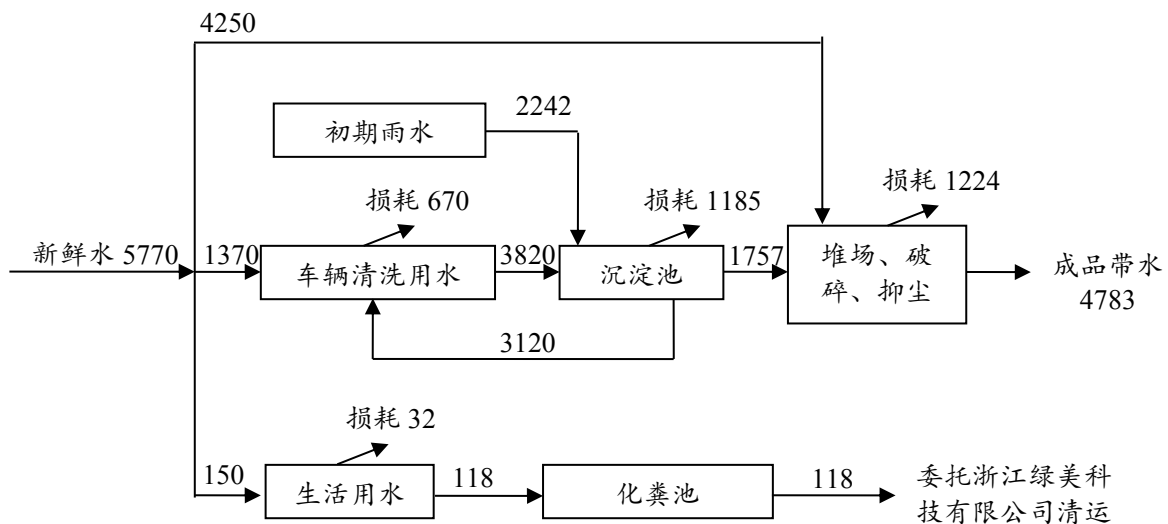 4250
初期雨水
2242
损耗 670
损耗 1185
损耗 1224
新鲜水 5770
1370
车辆清洗用水
3820
沉淀池
1757
堆场、破
碎、抑尘
成品带水
4783
3120
损耗 32
150
生活用水
118
化粪池
118
委托浙江绿美科
技有限公司清运